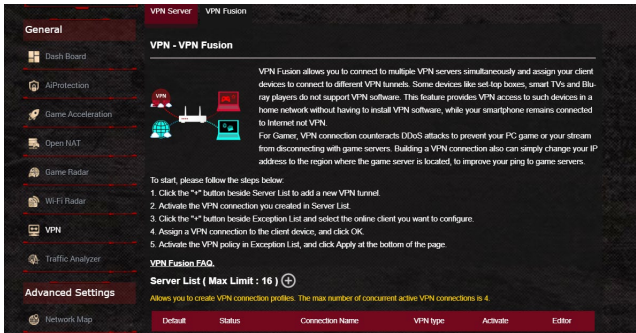 VPN Server VPN Fusion
General
VPN - VPN Fusion
Dash Board
AiProtection
Game Acceleration
Open NAT
Game Radar
Wi-Fi Radar
VPN
Traffic Analyzer
Advanced Settings
Network Map
VPN
VPN Fusion allows you to connect to multiple VPN servers simultaneously and assign your client
devices to connect to different VPN tunnels. Some devices like set-top boxes, smart TVs and Blu-
ray players do not support VPN software. This feature provides VPN access to such devices in a
home network without having to install VPN software, while your smartphone remains connected
to Internet not VPN.
For Gamer, VPN connection counteracts DDoS attacks to prevent your PC game or your stream
from disconnecting with game servers. Building a VPN connection also can simply change your IP
address to the region where the game server is located, to improve your ping to game servers.
To start, please follow the steps below:
1. Click the "+" button beside Server List to add a new VPN tunnel.
2. Activate the VPN connection you created in Server List.
3. Click the "+" button beside Exception List and select the online client you want to configure.
4. Assign a VPN connection to the client device, and click OK.
5. Activate the VPN policy in Exception List, and click Apply at the bottom of the page.
VPN Fusion FAQ.
Server List ( Max Limit : 16 )
Allows you to create VPN connection profiles. The max number of concurrent active VPN connections is 4.
Default Status Connection Name VPN type Activate Editor